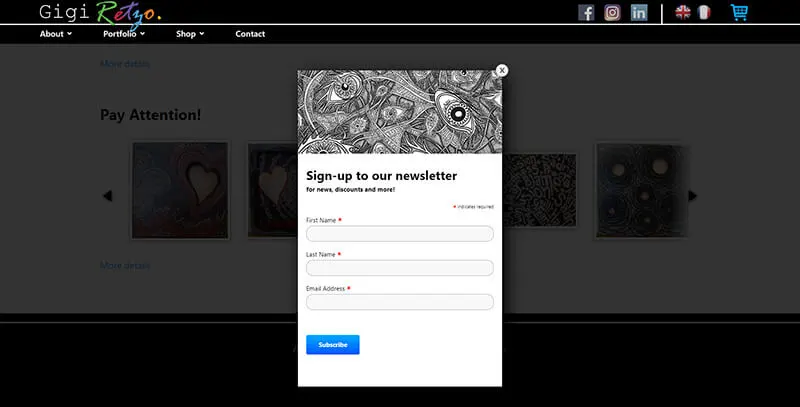 Gigi Retzo.
About Portfolio Shop Contact
More details
Pay Attention!
More details
X
Sign-up to our newsletter
for news, discounts and more!
* indicates required
First Name *
Last Name *
Email Address *
Subscribe